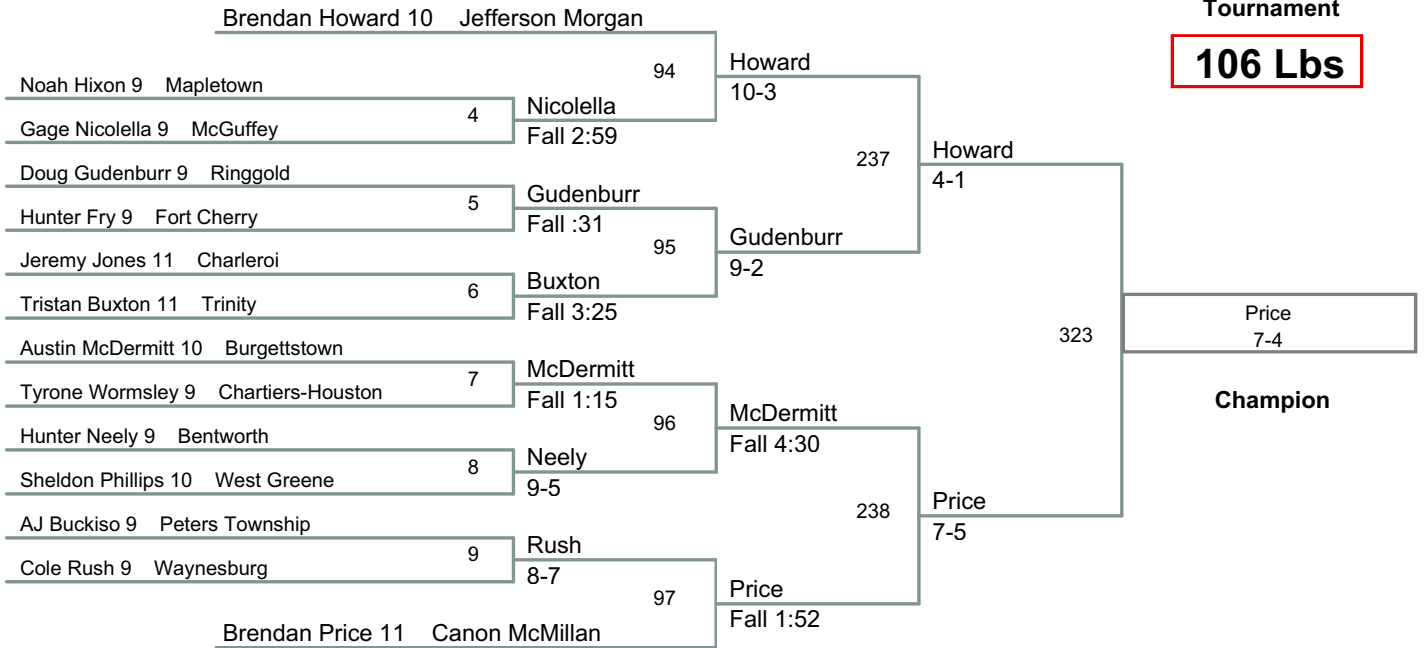 Tournament
106 Lbs
Brendan Howard 10 Jefferson Morgan
94
Howard
10-3
Noah Hixon 9 Mapletown
4
Nicolella
Fall 2:59
Gage Nicolella 9 McGuffey
237
Howard
4-1
Doug Gudenburr 9 Ringgold
5
Gudenburr
Fall :31
Hunter Fry 9 Fort Cherry
95
Gudenburr
9-2
Jeremy Jones 11 Charleroi
6
Buxton
Fall 3:25
Tristan Buxton 11 Trinity
323
Price
7-4
Champion
Austin McDermitt 10 Burgettstown
7
McDermitt
Fall 1:15
Tyrone Wormsley 9 Chartiers-Houston
96
McDermitt
Fall 4:30
Hunter Neely 9 Bentworth
8
Neely
9-5
Sheldon Phillips 10 West Greene
238
Price
7-5
AJ Buckiso 9 Peters Township
9
Rush
8-7
Cole Rush 9 Waynesburg
97
Price
Fall 1:52
Brendan Price 11 Canon McMillan